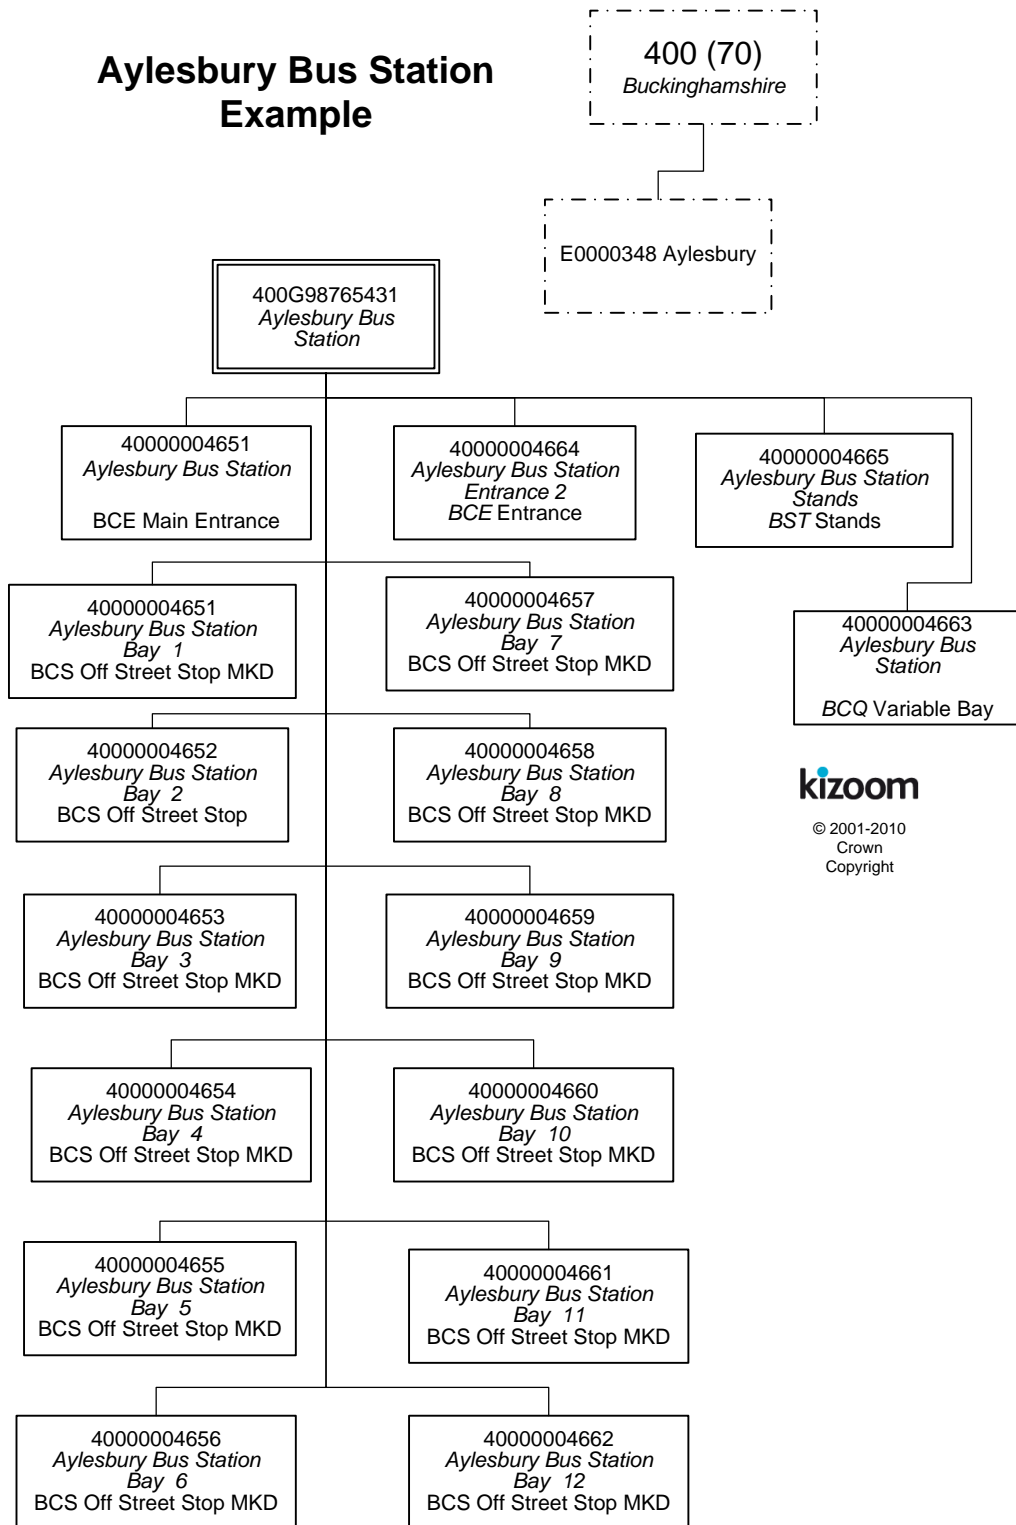 Aylesbury Bus Station
Example
400 (70)
Buckinghamshire
E0000348 Aylesbury
400G98765431
Aylesbury Bus
Station
40000004651
Aylesbury Bus Station
BCE Main Entrance
40000004664
Aylesbury Bus Station
Entrance 2
BCE Entrance
40000004665
Aylesbury Bus Station
Stands
BST Stands
40000004651
Aylesbury Bus Station
Bay 1
BCS Off Street Stop MKD
40000004657
Aylesbury Bus Station
Bay 7
BCS Off Street Stop MKD
40000004663
Aylesbury Bus
Station
BCQ Variable Bay
40000004652
Aylesbury Bus Station
Bay 2
BCS Off Street Stop
40000004658
Aylesbury Bus Station
Bay 8
BCS Off Street Stop MKD
kizoom
© 2001-2010
Crown
Copyright
40000004653
Aylesbury Bus Station
Bay 3
BCS Off Street Stop MKD
40000004659
Aylesbury Bus Station
Bay 9
BCS Off Street Stop MKD
40000004654
Aylesbury Bus Station
Bay 4
BCS Off Street Stop MKD
40000004660
Aylesbury Bus Station
Bay 10
BCS Off Street Stop MKD
40000004655
Aylesbury Bus Station
Bay 5
BCS Off Street Stop MKD
40000004661
Aylesbury Bus Station
Bay 11
BCS Off Street Stop MKD
40000004656
Aylesbury Bus Station
Bay 6
BCS Off Street Stop MKD
40000004662
Aylesbury Bus Station
Bay 12
BCS Off Street Stop MKD